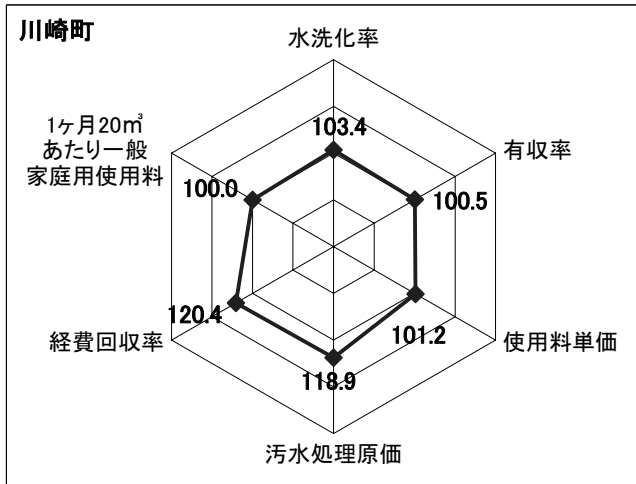 川崎町
水洗化率
1ヶ月20㎥
あたり一般
家庭用使用料
103.4
有収率
100.0
100.5
120.4
101.2
経費回収率
使用料単価
118.9
汚水処理原価